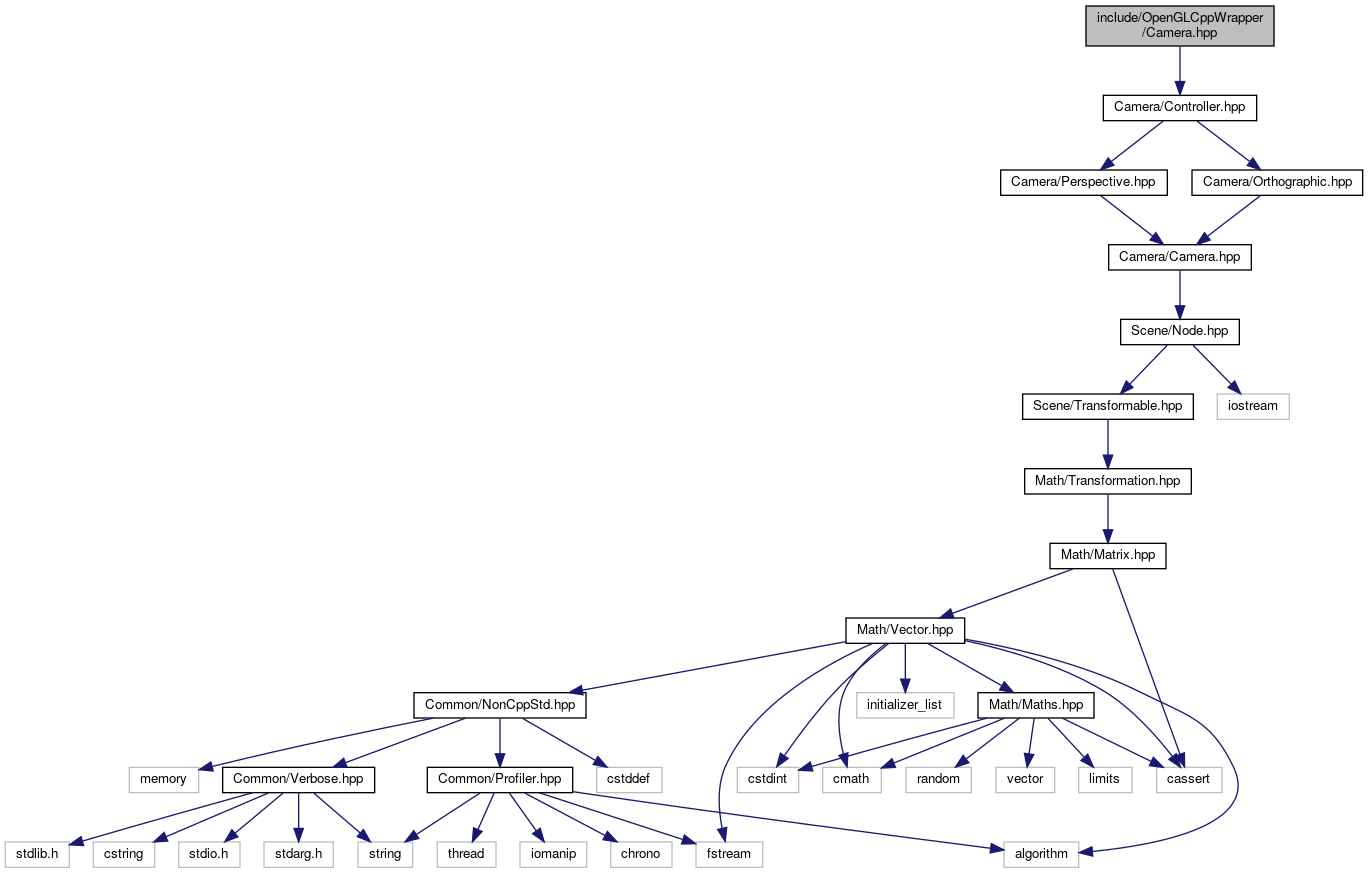 include/OpenGLCppWrapper
/Camera.hpp
Camera/Controller.hpp
Camera/Perspective.hpp
Camera/Orthographic.hpp
Camera/Camera.hpp
Scene/Node.hpp
Scene/Transformable.hpp
iostream
Math/Transformation.hpp
Math/Matrix.hpp
Math/Vector.hpp
Common/NonCppStd.hpp
initializer_list
Math/Maths.hpp
memory
Common/Verbose.hpp
Common/Profiler.hpp
cstddef
cstdint
cmath
random
vector
limits
cassert
stdlib.h
cstring
stdio.h
stdarg.h
string
thread
iomanip
chrono
fstream
algorithm